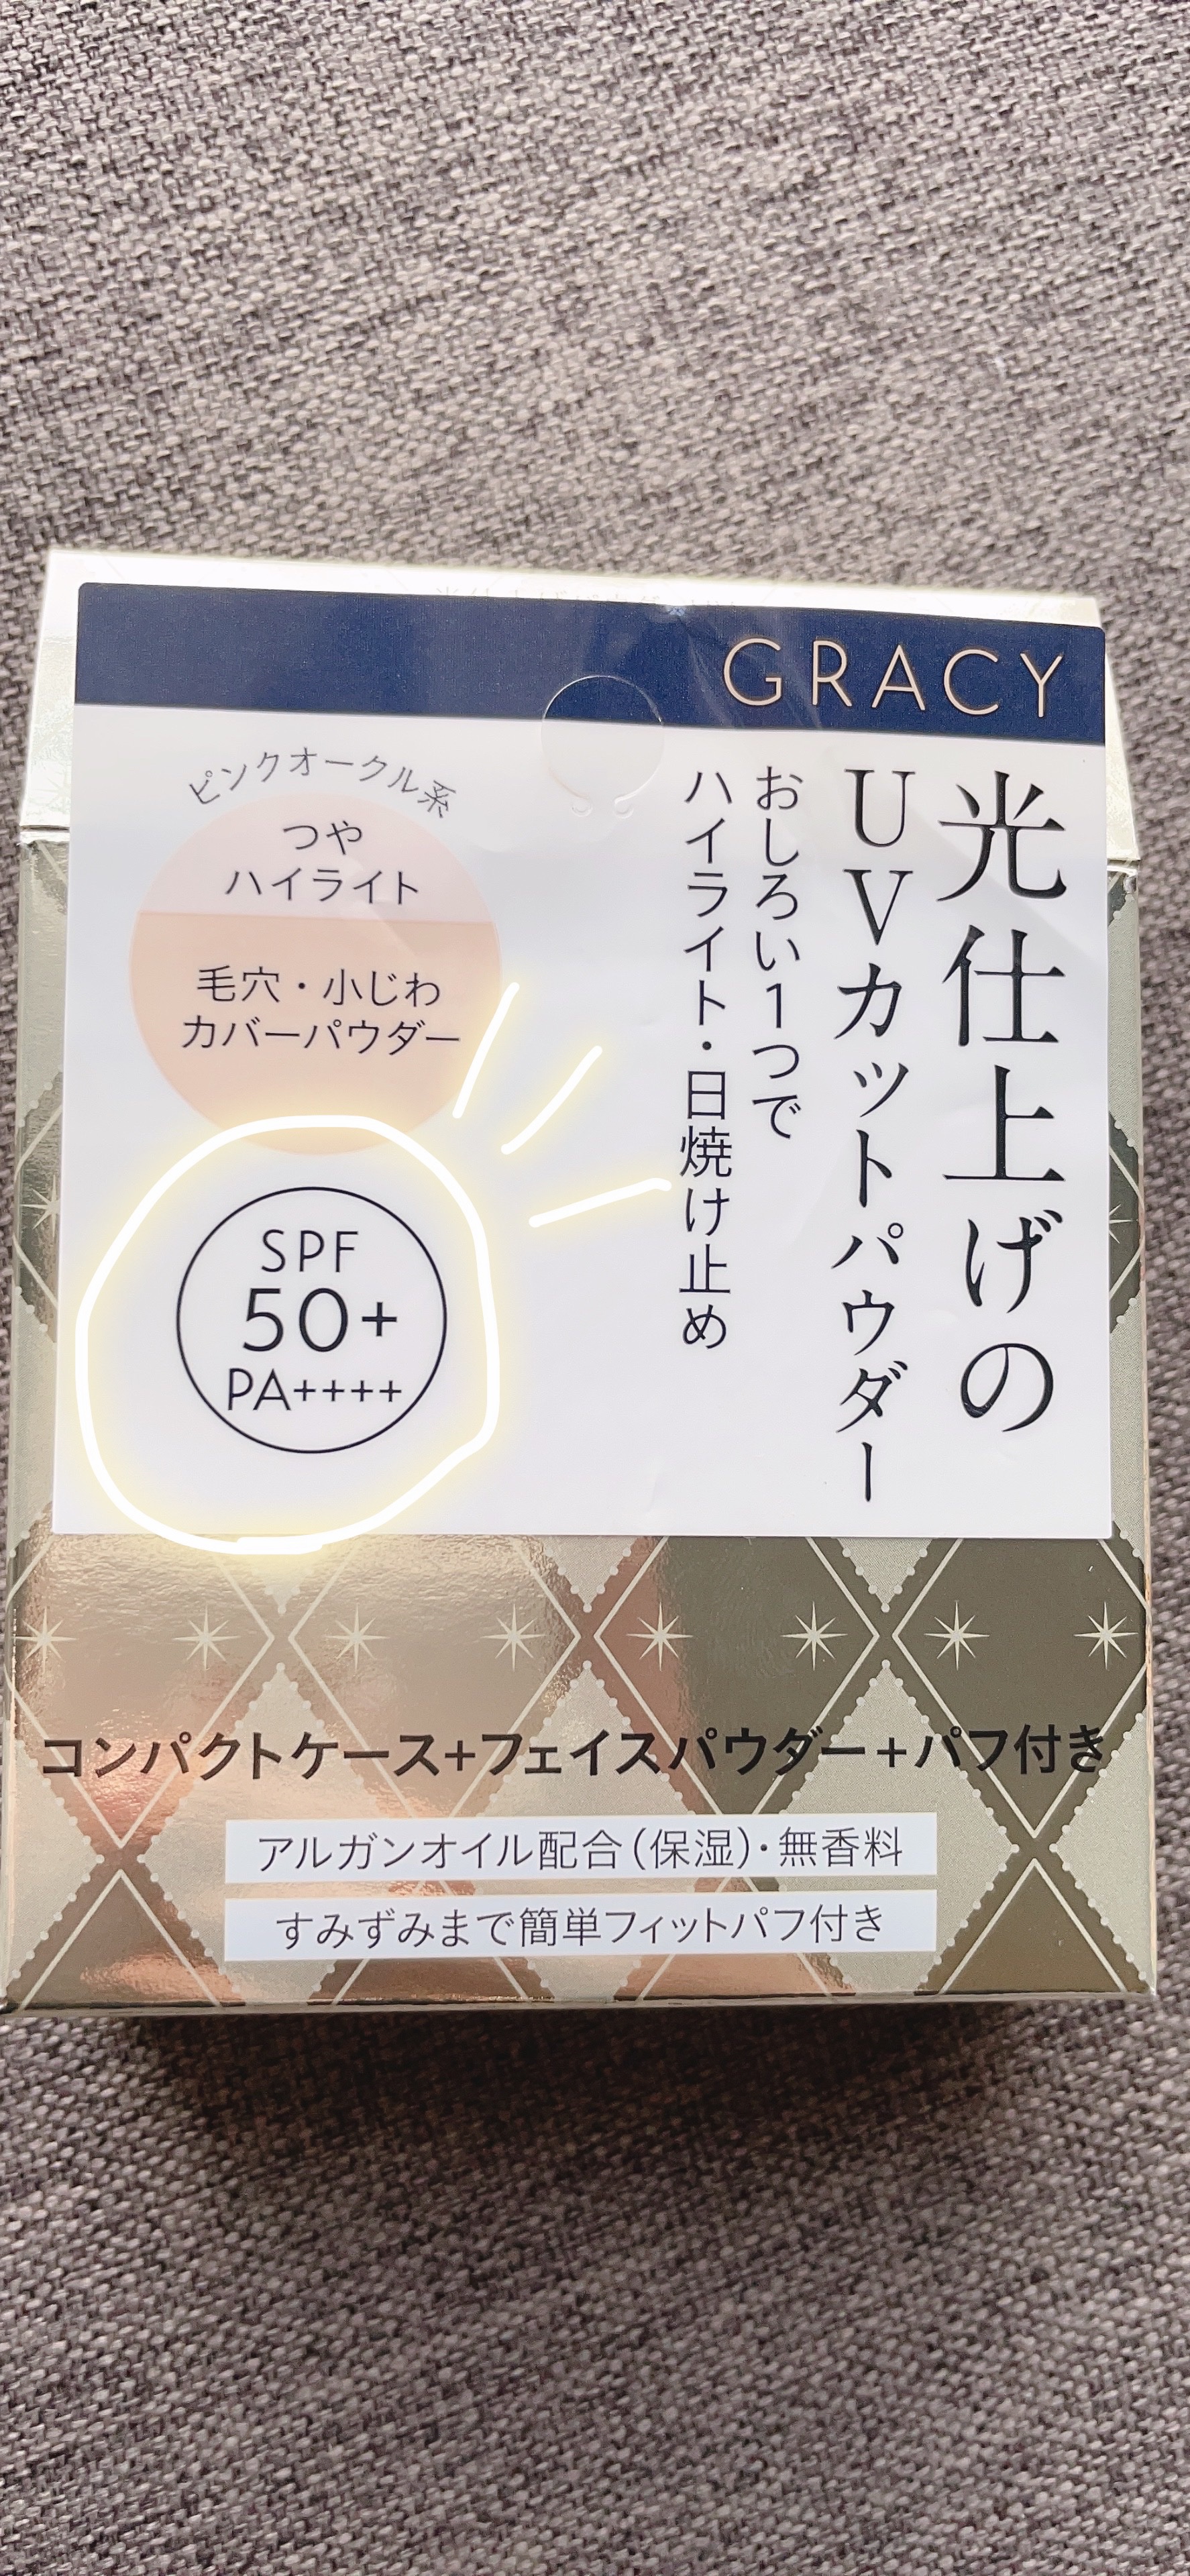 GRACY
光仕上げの
UVカットパウダー
おしろい1つで
ハイライト・日焼け止め
ピンクオークル系
つや
ハイライト
毛穴・小じわ
カバーパウダー
SPF
50+
PA++++
コンパクトケース+フェイスパウダー+パフ付き
アルガンオイル配合(保湿)・無香料
すみずみまで簡単フィットパフ付き